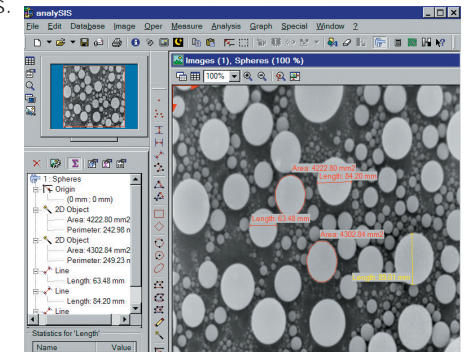 s.
analySIS
File Edit Database Image Oper Measure Analysis Graph Special Window ?
Images (1), Spheres (100 %)
100%
1: Spheres
Origin
(0 mm ; 0 mm)
2D Object
Area: 4222.80 mm2
Perimeter: 242.98 m
2D Object
Area: 4302.84 mm2
Perimeter: 249.23 m
Line
Length: 63.48 mm
Line
Length: 84.20 mm
Line
Statistics for 'Length'
Name Value
Area: 4222.80 mm2
Length: 84.20 mm
Length: 63.48 mm
Area: 4302.84 mm2